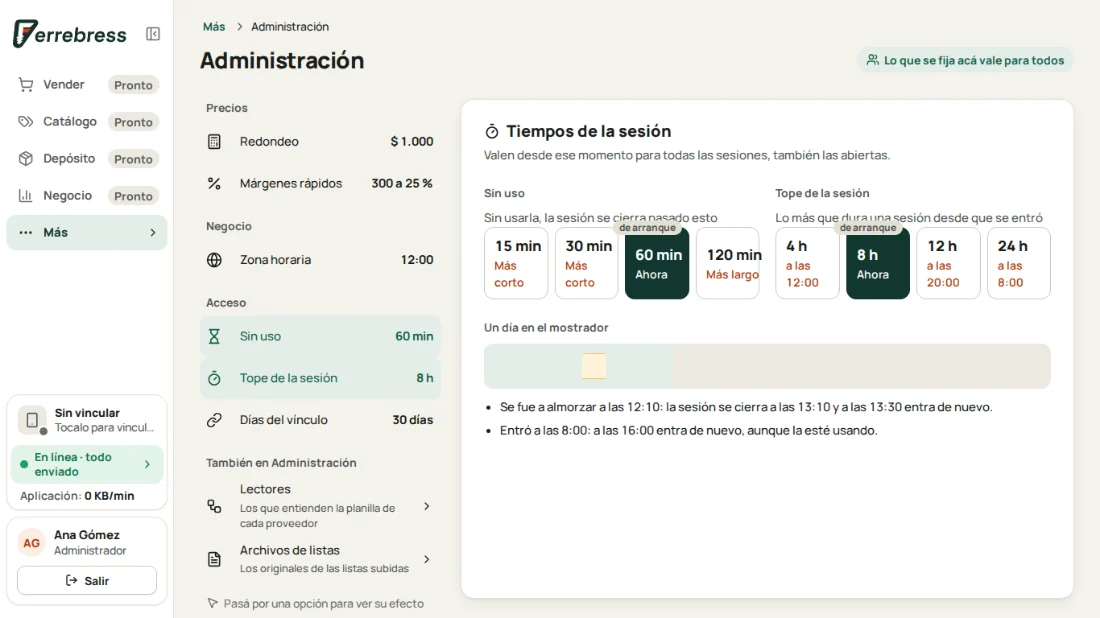 Ferrebress
Vender Pronto
Catálogo Pronto
Depósito Pronto
Negocio Pronto
Más
Sin vincular
Tocalo para vincul...
En línea · todo
enviado
Aplicación: 0 KB/min
AG
Ana Gómez
Administrador
Salir
Más > Administración
Administración
Lo que se fija acá vale para todos
Precios
Redondeo $ 1.000
Márgenes rápidos 300 a 25 %
Negocio
Zona horaria 12:00
Acceso
Sin uso 60 min
Tope de la sesión 8 h
Días del vínculo 30 días
También en Administración
Lectores
Los que entienden la planilla de
cada proveedor
Archivos de listas
Los originales de las listas subidas
Pasá por una opción para ver su efecto
Tiempos de la sesión
Valen desde ese momento para todas las sesiones, también las abiertas.
Sin uso
Sin usarla, la sesión se cierra pasado esto
15 min
Más
corto
30 min
Más
corto
de arranque
60 min
Ahora
120 min
Más largo
Tope de la sesión
Lo más que dura una sesión desde que se entró
4 h
a las
12:00
de arranque
8 h
Ahora
12 h
a las
20:00
24 h
a las
8:00
Un día en el mostrador
• Se fue a almorzar a las 12:10: la sesión se cierra a las 13:10 y a las 13:30 entra de nuevo.
• Entró a las 8:00: a las 16:00 entra de nuevo, aunque la esté usando.